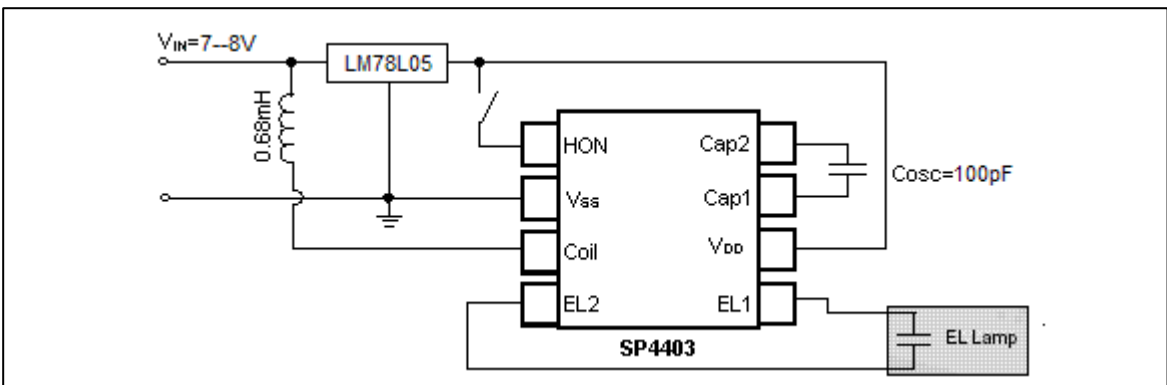 VIN=7--8V
LM78L05
0.68mH
HON
Cap2
Cosc=100pF
Vss
Cap1
Coil
VDD
EL2
EL1
EL Lamp
SP4403